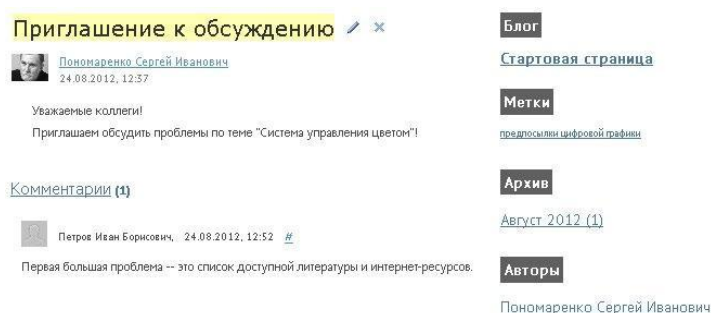 Приглашение к обсуждению
Пономаренко Сергей Иванович
24.08.2012, 12:37
Уважаемые коллеги!
Приглашаем обсудить проблемы по теме "Система управления цветом"!
Комментарии (1)
Петров Иван Борисович, 24.08.2012, 12:52 #
Первая большая проблема -- это список доступной литературы и интернет-ресурсов.
Блог
Стартовая страница
Метки
предпосылки цифровой графики
Архив
Август 2012 (1)
Авторы
Пономаренко Сергей Иванович